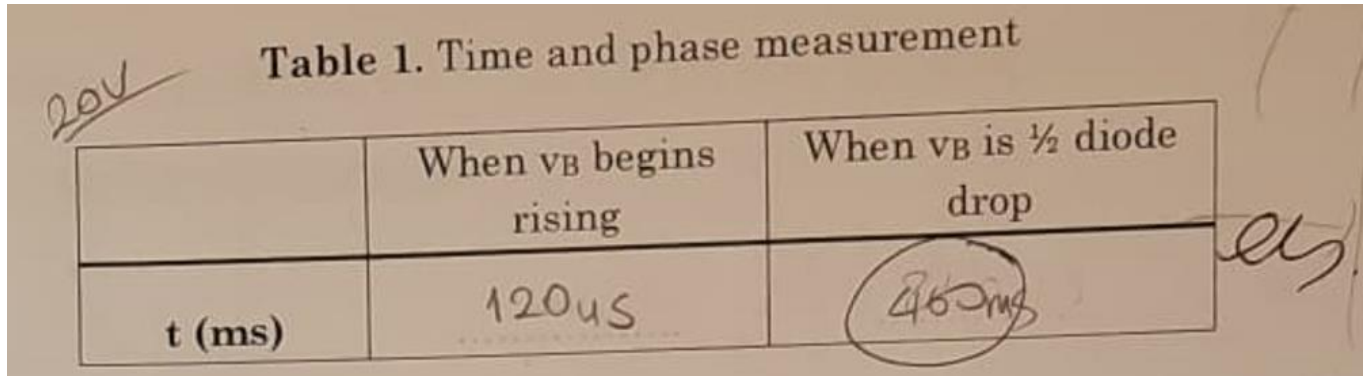 Table 1. Time and phase measurement
20V
When vB begins rising
When vB is ½ diode drop
t (ms)
120us
460ms